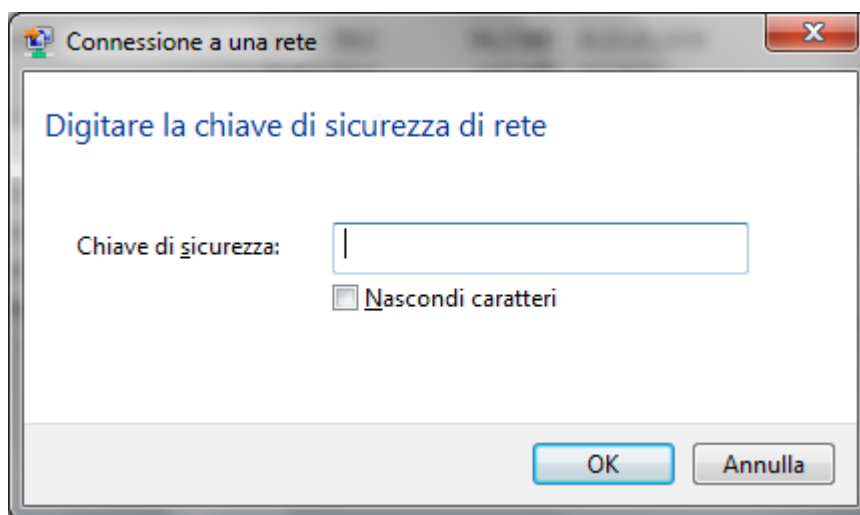 Connessione a una rete
Digitare la chiave di sicurezza di rete
Chiave di sicurezza:
Nascondi caratteri
OK Annulla